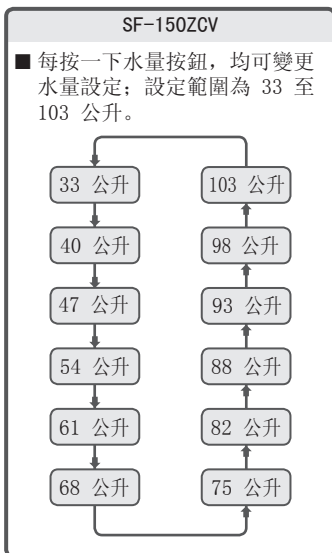 SF-150ZCV
■ 每按一下水量按鈕，均可變更
水量設定；設定範圍為 33 至
103 公升。
33 公升
40 公升
47 公升
54 公升
61 公升
68 公升
75 公升
82 公升
88 公升
93 公升
98 公升
103 公升